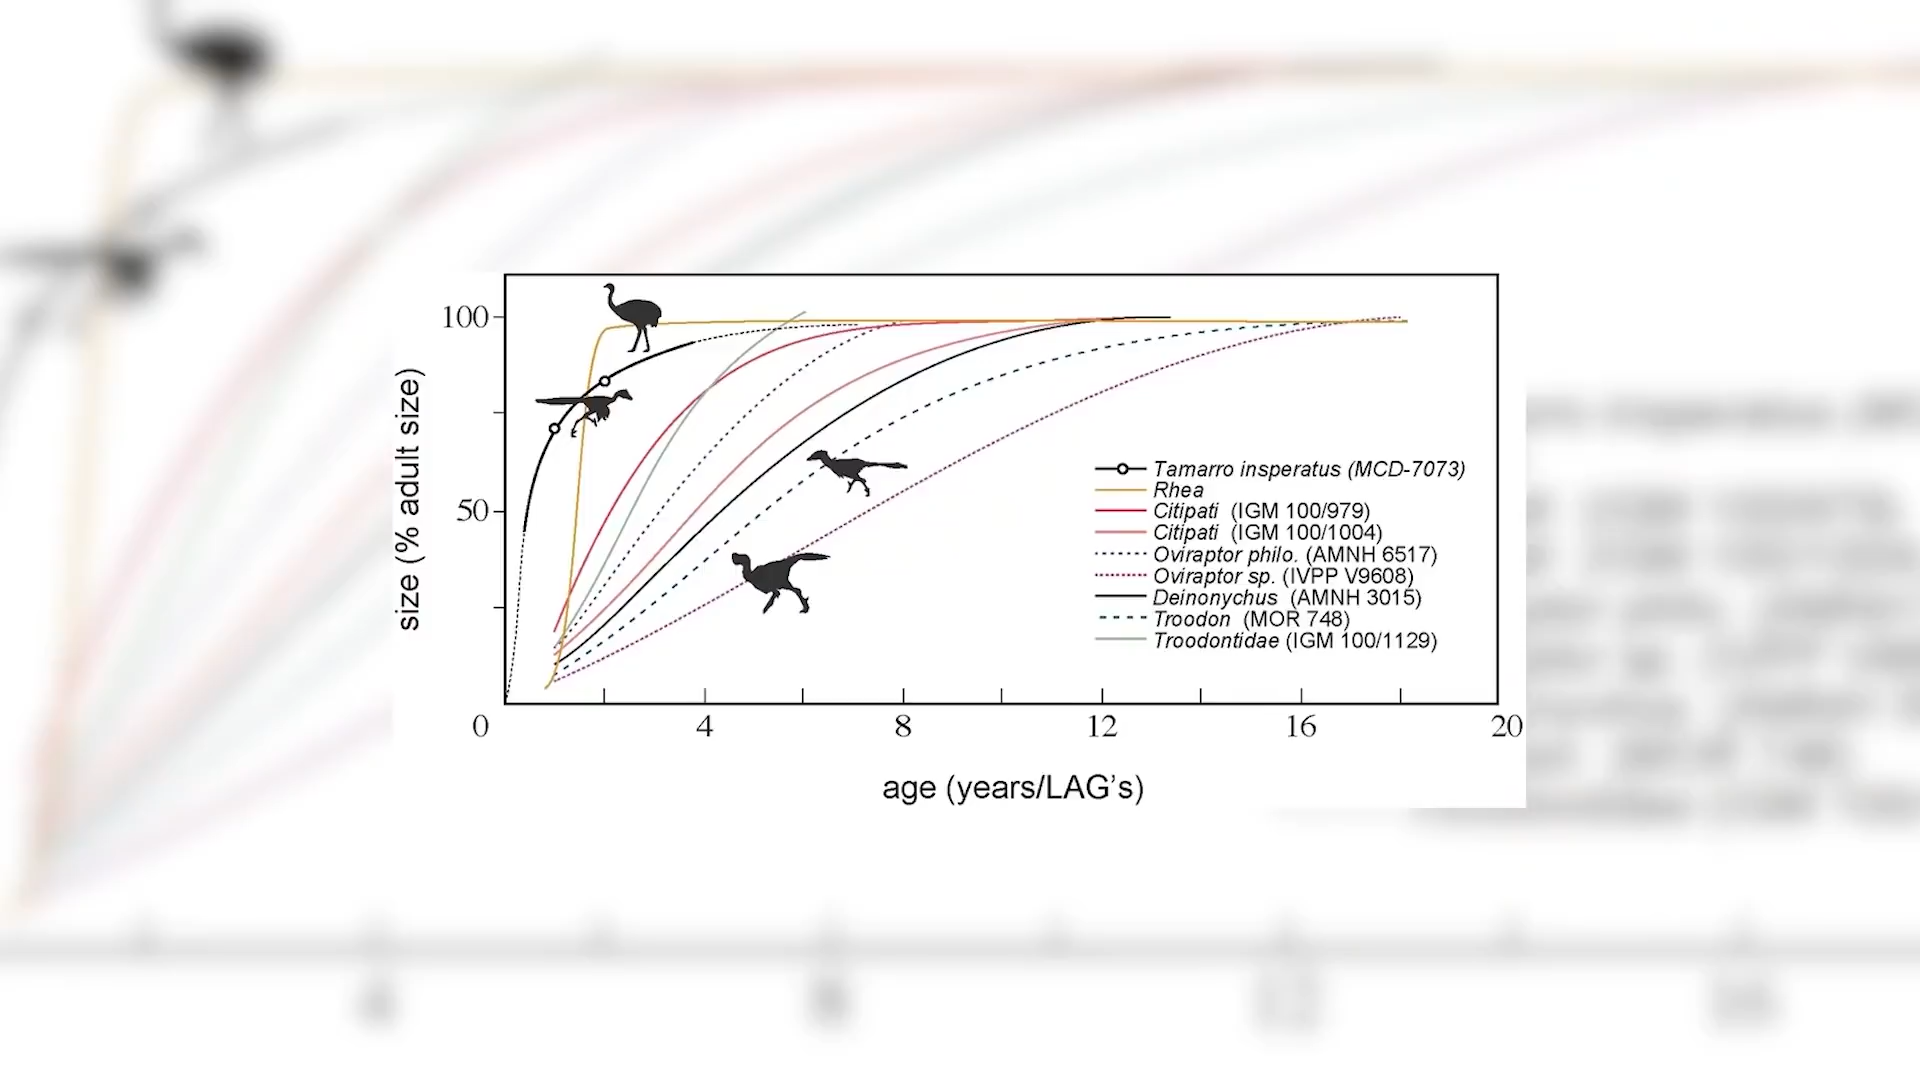 100
50
0
4
8
12
16
20
size (% adult size)
age (years/LAG’s)
Tamarro insperatus (MCD-7073)
Rhea
Citipati (IGM 100/979)
Citipati (IGM 100/1004)
Oviraptor philo. (AMNH 6517)
Oviraptor sp. (IVPP V9608)
Deinonychus (AMNH 3015)
Troodon (MOR 748)
Troodontidae (IGM 100/1129)